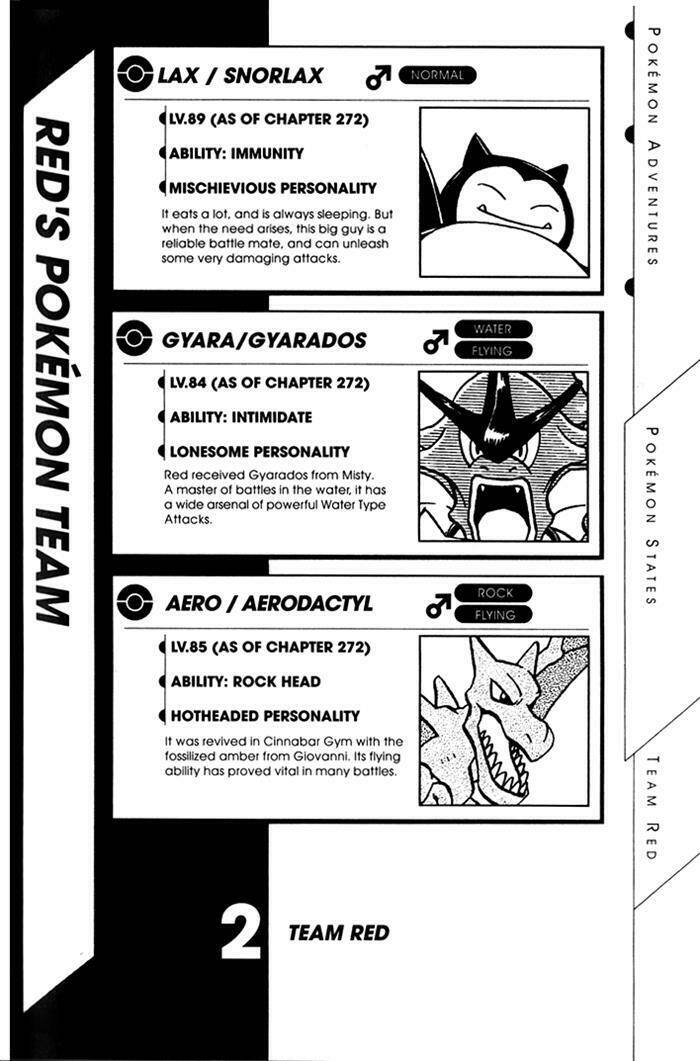 RED'S POKÉMON TEAM
LAX / SNORLAX
NORMAL
LV.89 (AS OF CHAPTER 272)
ABILITY: IMMUNITY
MISCHIEVIOUS PERSONALITY
It eats a lot, and is always sleeping. But
when the need arises, this big guy is a
reliable battle mate, and can unleash
some very damaging attacks.
GYARA/GYARADOS
WATER
FLYING
LV.84 (AS OF CHAPTER 272)
ABILITY: INTIMIDATE
LONESOME PERSONALITY
Red received Gyarados from Misty.
A master of battles in the water, it has
a wide arsenal of powerful Water Type
Attacks.
AERO / AERODACTYL
ROCK
FLYING
LV.85 (AS OF CHAPTER 272)
ABILITY: ROCK HEAD
HOTHEADED PERSONALITY
It was revived in Cinnabar Gym with the
fossilized amber from Giovanni. Its flying
ability has proved vital in many battles.
2 TEAM RED
POKÉMON ADVENTURES
POKÉMON STATES
TEAM RED